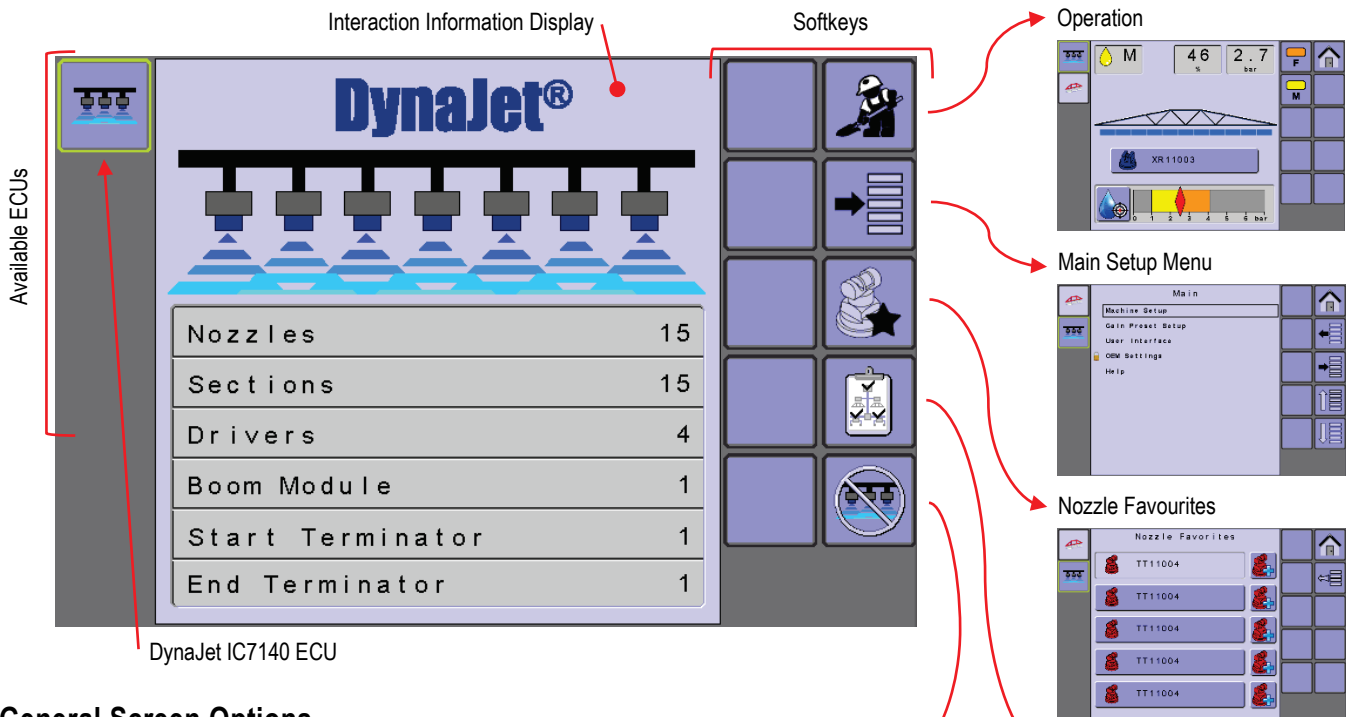 Interaction Information Display
Softkeys
Available ECUs
DynaJet®
Nozzles 15
Sections 15
Drivers 4
Boom Module 1
Start Terminator 1
End Terminator 1
DynaJet IC7140 ECU
General Screen Options
Operation
M 46 % 2.7 bar
F
M
XR11003
0 1 2 3 4 5 6 bar
Main Setup Menu
Main
Machine Setup
Gain Preset Setup
User Interface
OEM Settings
Help
Nozzle Favourites
Nozzle Favorites
TT11004
TT11004
TT11004
TT11004
TT11004